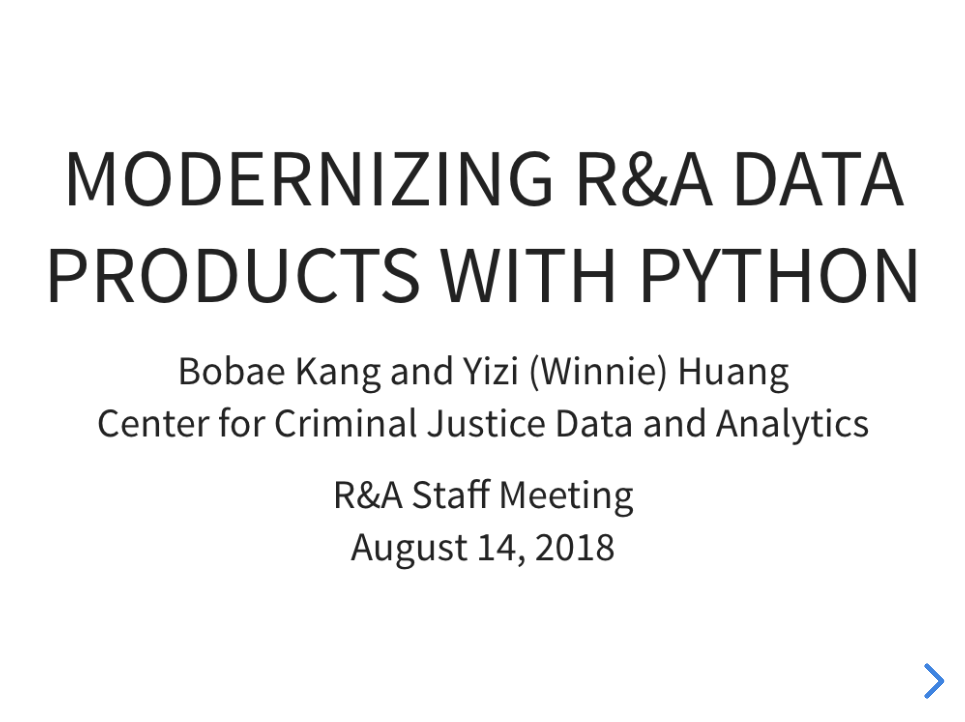 MODERNIZING R&A DATA
PRODUCTS WITH PYTHON
Bobae Kang and Yizi (Winnie) Huang
Center for Criminal Justice Data and Analytics
R&A Staff Meeting
August 14, 2018